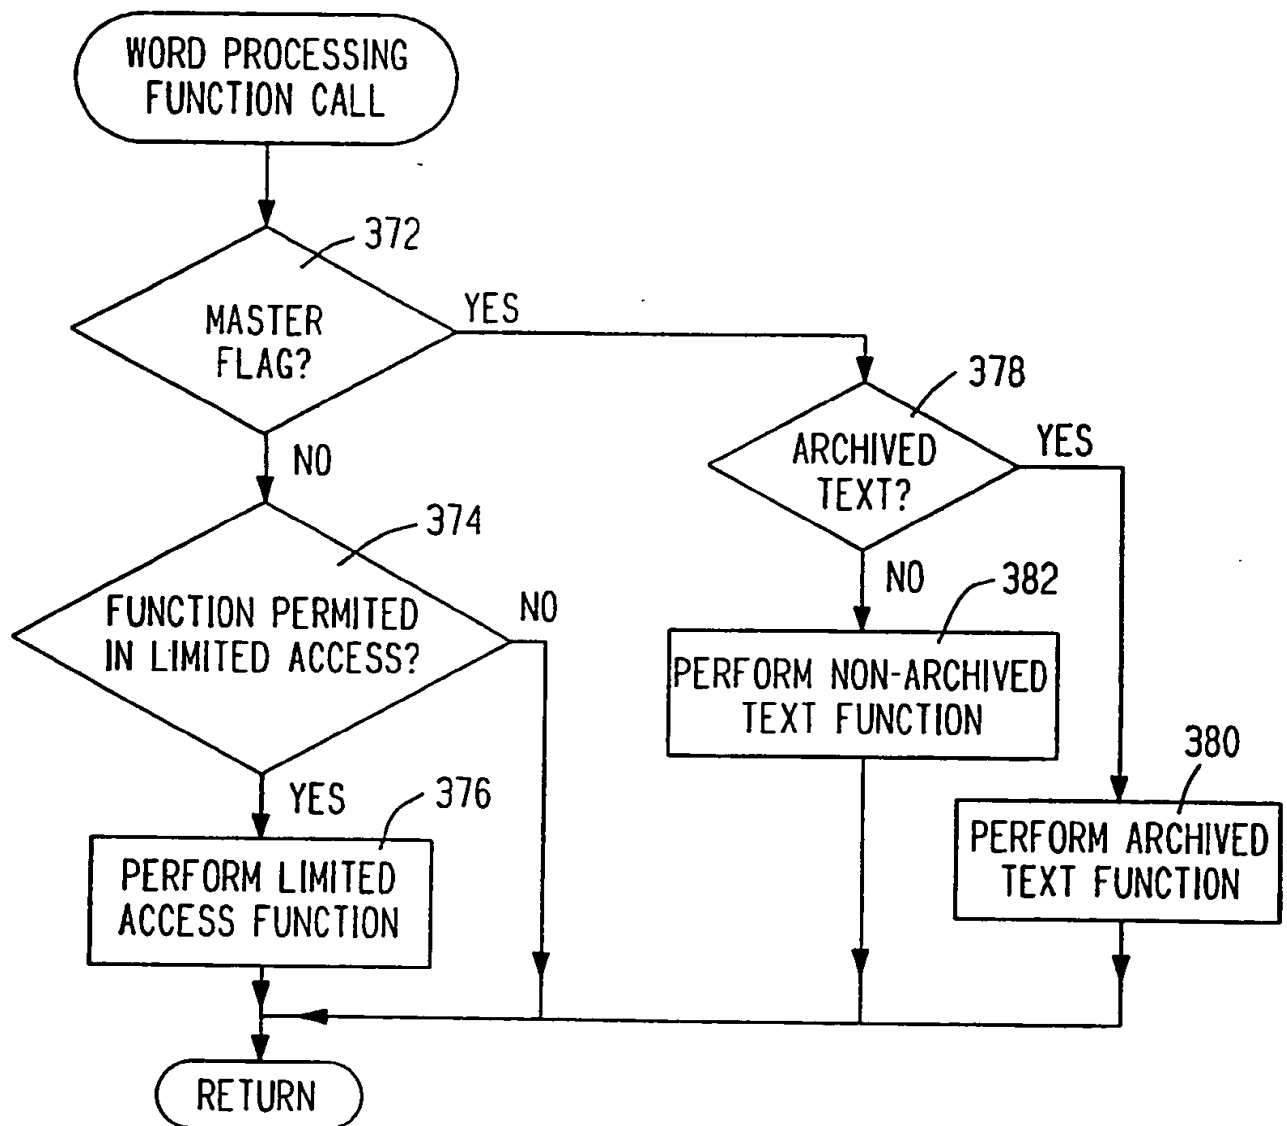 WORD PROCESSING
FUNCTION CALL
372
MASTER
FLAG?
YES
NO
378
ARCHIVED
TEXT?
YES
NO
374
FUNCTION PERMITED
IN LIMITED ACCESS?
NO
YES
382
PERFORM NON-ARCHIVED
TEXT FUNCTION
380
PERFORM ARCHIVED
TEXT FUNCTION
376
PERFORM LIMITED
ACCESS FUNCTION
RETURN